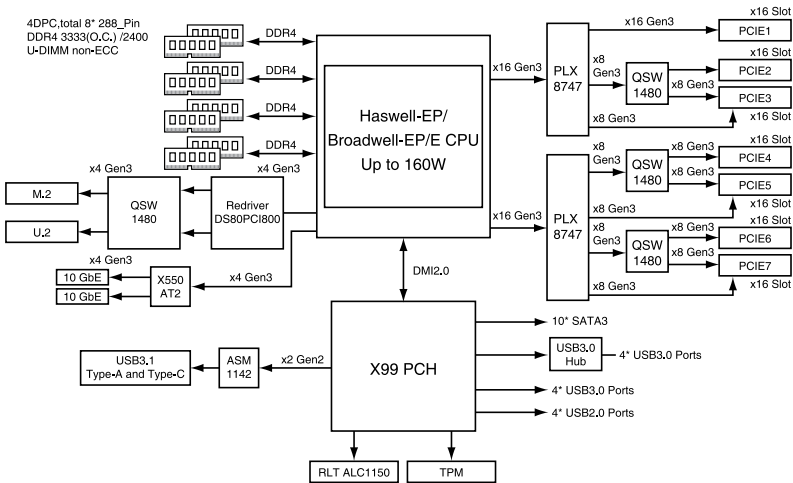 4DPC,total 8* 288_Pin
DDR4 3333(O.C.) /2400
U-DIMM non-ECC
DDR4
DDR4
DDR4
DDR4
Haswell-EP/
Broadwell-EP/E CPU
Up to 160W
x16 Gen3
PLX
8747
x16 Gen3
x16 Slot
PCIE1
x8
Gen3
QSW
1480
x8 Gen3
x16 Slot
PCIE2
x8 Gen3
PCIE3
x8 Gen3
x16 Slot
x16 Gen3
PLX
8747
x8
Gen3
QSW
1480
x8 Gen3
x16 Slot
PCIE4
x8 Gen3
PCIE5
x8 Gen3
x16 Slot
x8
Gen3
QSW
1480
x8 Gen3
x16 Slot
PCIE6
x8 Gen3
PCIE7
x8 Gen3
x16 Slot
x4 Gen3
x4 Gen3
M.2
U.2
QSW
1480
Redriver
DS80PCI800
x4 Gen3
10 GbE
10 GbE
X550
AT2
x4 Gen3
DMI2.0
X99 PCH
10* SATA3
USB3.0
Hub
4* USB3.0 Ports
4* USB3.0 Ports
4* USB2.0 Ports
USB3.1
Type-A and Type-C
ASM
1142
x2 Gen2
RLT ALC1150
TPM